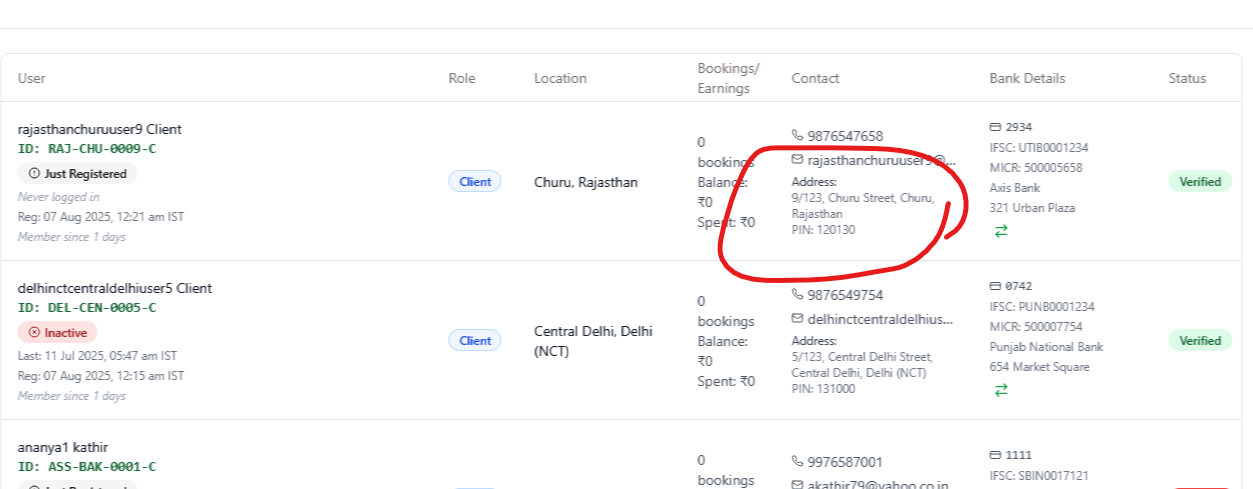 User Role Location Bookings/ Earnings Contact Bank Details Status
rajasthanchuruuser9 Client
ID: RAJ-CHU-0009-C
Just Registered
Never logged in
Reg: 07 Aug 2025, 12:21 am IST
Member since 1 days
Client
Churu, Rajasthan
0
bookings
Balance:
₹0
Spent: ₹0
9876547658
rajasthanchuruuser9@...
Address:
9/123, Churu Street, Churu,
Rajasthan
PIN: 120130
2934
IFSC: UTIB0001234
MICR: 500005658
Axis Bank
321 Urban Plaza
Verified
delhinctcentraldelhiuser5 Client
ID: DEL-CEN-0005-C
Inactive
Last: 11 Jul 2025, 05:47 am IST
Reg: 07 Aug 2025, 12:15 am IST
Member since 1 days
Client
Central Delhi, Delhi
(NCT)
0
bookings
Balance:
₹0
Spent: ₹0
9876549754
delhinctcentraldelhius...
Address:
5/123, Central Delhi Street,
Central Delhi, Delhi (NCT)
PIN: 131000
0742
IFSC: PUNB0001234
MICR: 500007754
Punjab National Bank
654 Market Square
Verified
ananya1 kathir
ID: ASS-BAK-0001-C
0
bookings
9976587001
akathir79@yahoo.co.in
1111
IFSC: SBIN0017121